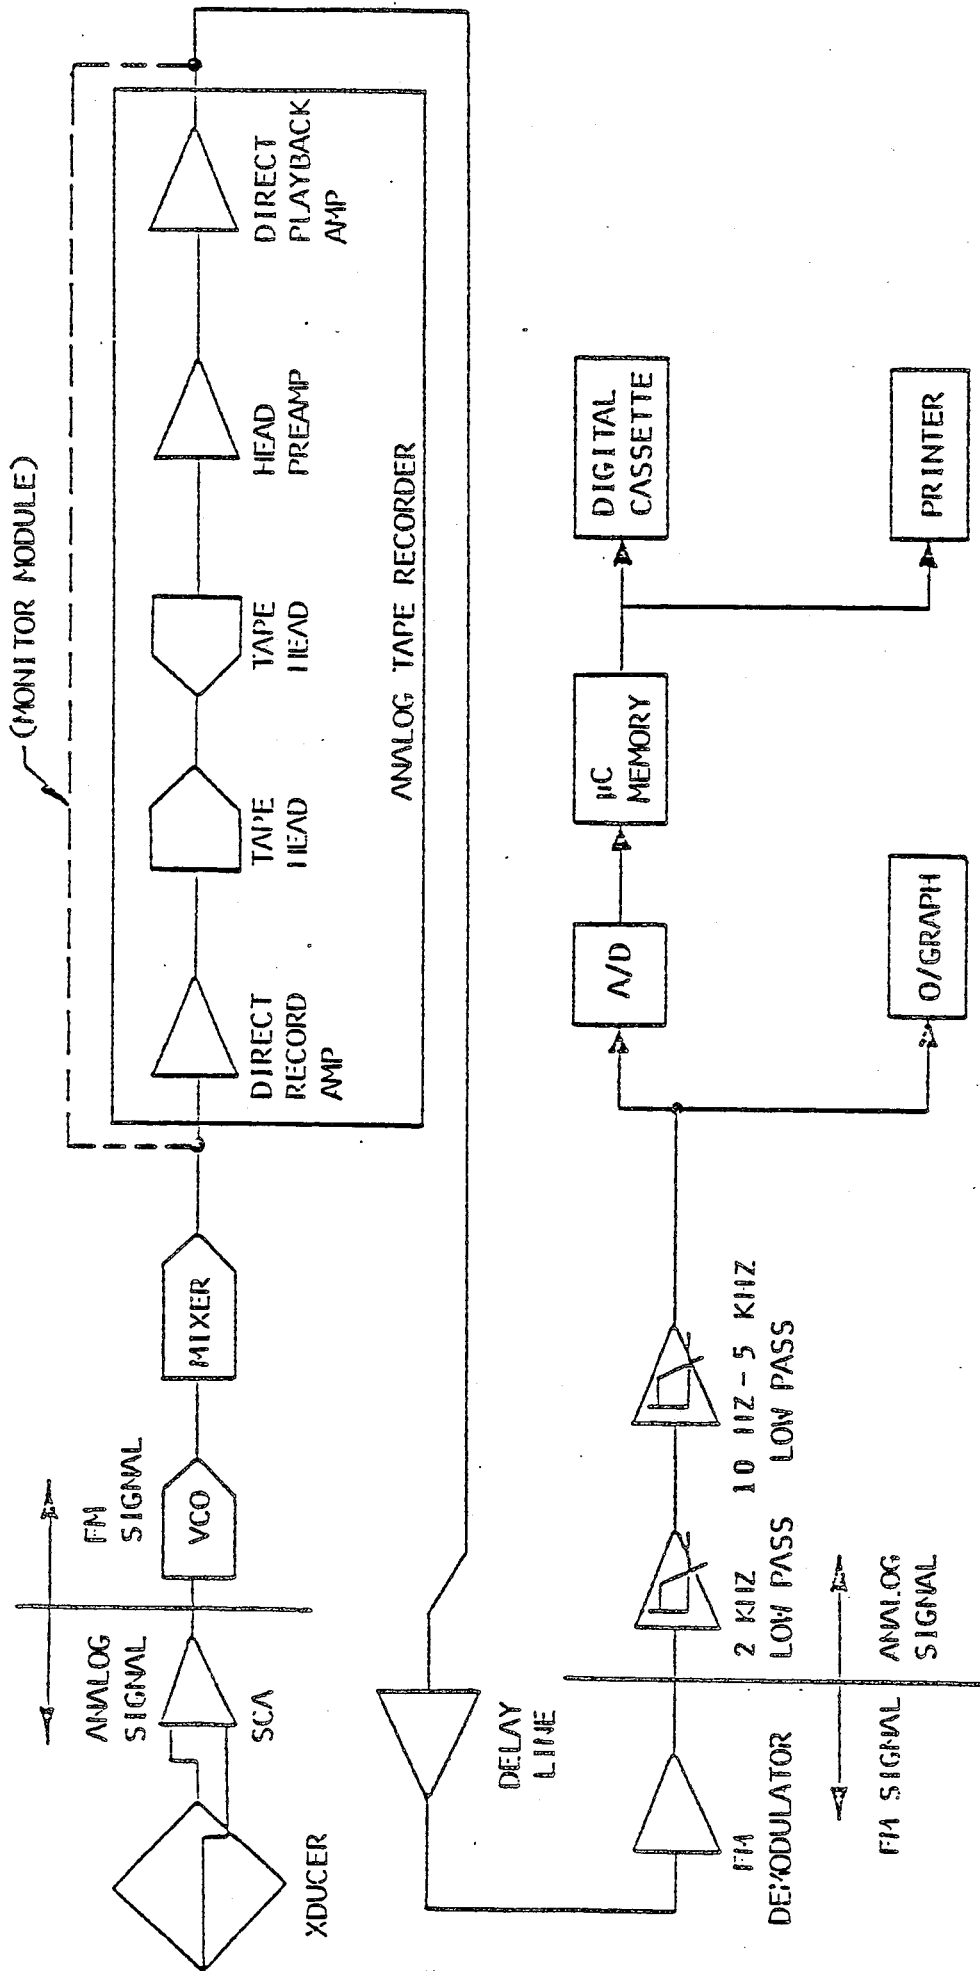 (MONITOR MODULE)
ANALOG
SIGNAL
FM
SIGNAL
XDUCER
SCA
VCO
MIXER
DIRECT
RECORD
AMP
TAPE
HEAD
TAPE
HEAD
HEAD
PREAMP
DIRECT
PLAYBACK
AMP
ANALOG TAPE RECORDER
DELAY
LINE
FM
DEMODULATOR
2 KHZ
LOW PASS
10 HZ - 5 KHZ
LOW PASS
FM SIGNAL
ANALOG
SIGNAL
A/D
µC
MEMORY
DIGITAL
CASSETTE
O/GRAPH
PRINTER